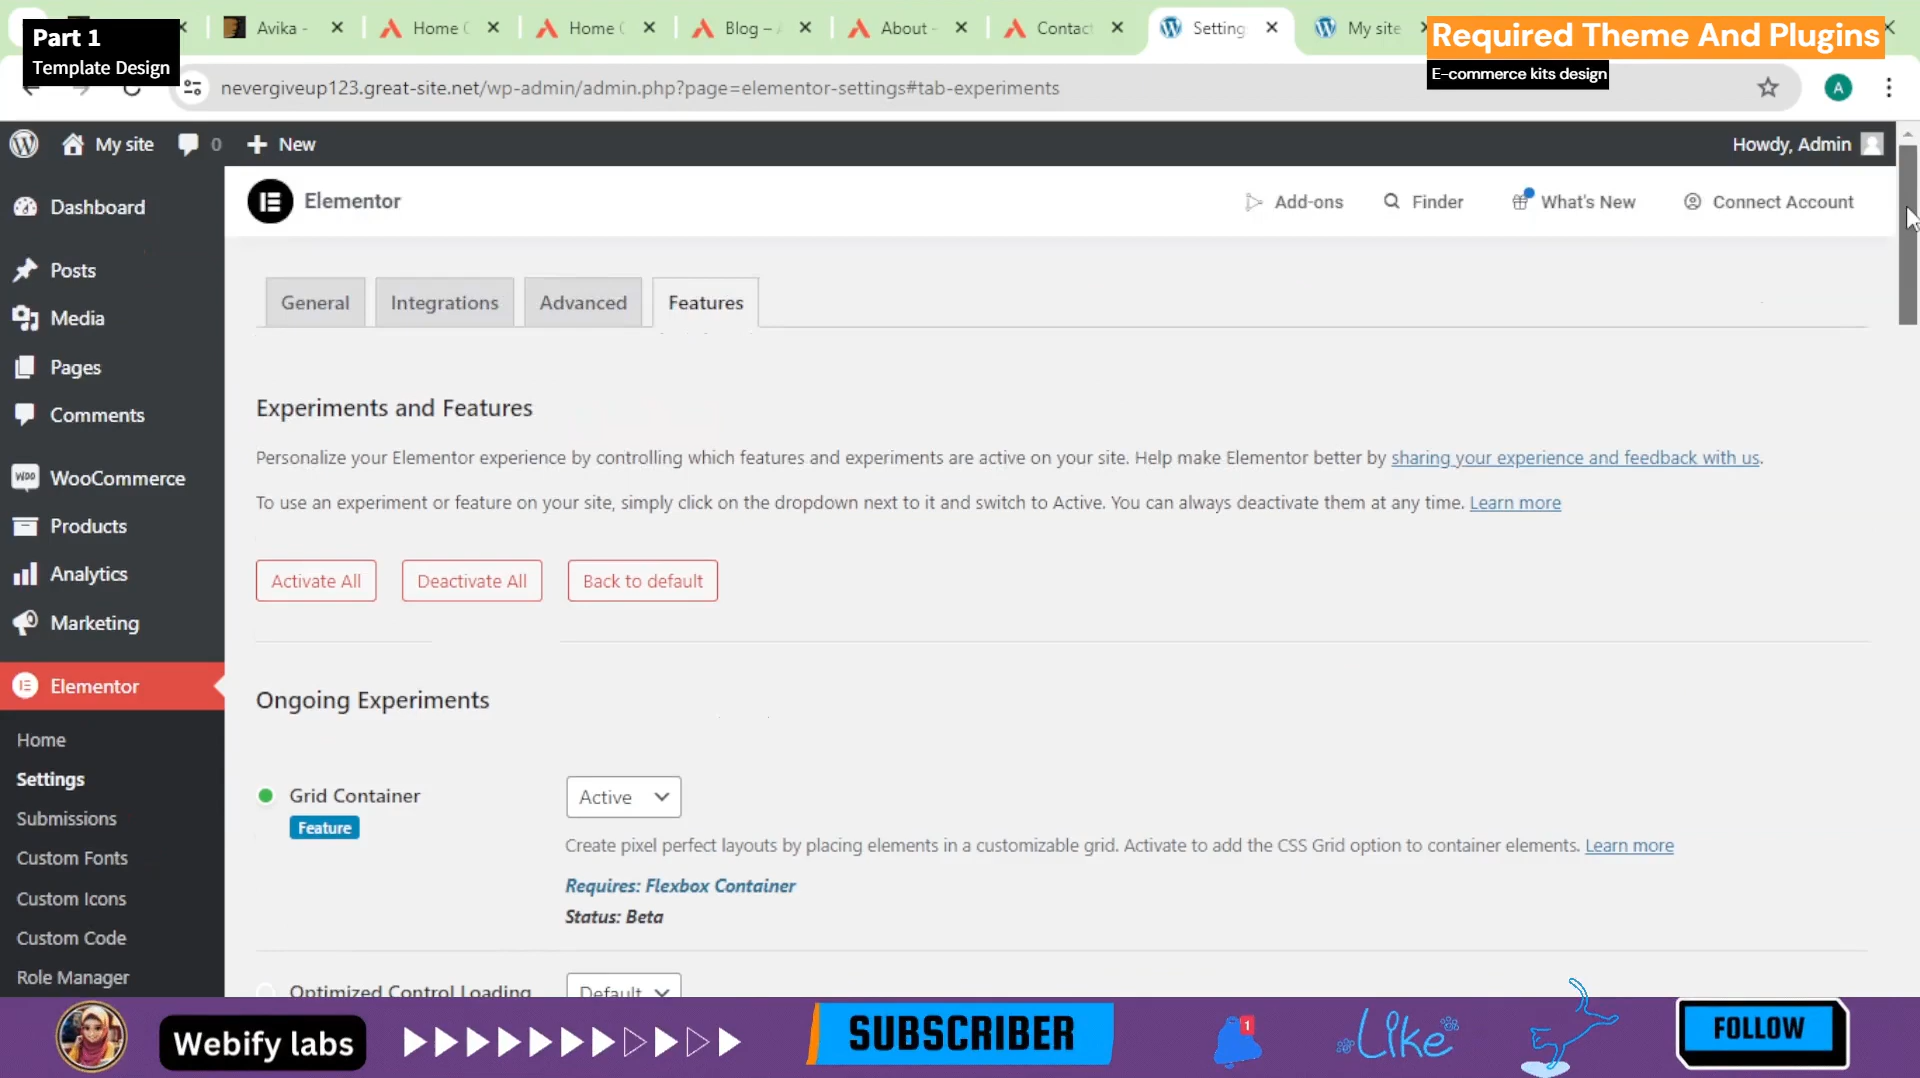 Part 1
Template Design
Avika -
Home
Home
Blog –
About -
Contact
Setting
My site
Required Theme And Plugins
E-commerce kits design
nevergiveup123.great-site.net/wp-admin/admin.php?page=elementor-settings#tab-experiments
A
My site
0
New
Howdy, Admin
Dashboard
Posts
Media
Pages
Comments
WooCommerce
Products
Analytics
Marketing
Elementor
Home
Settings
Submissions
Custom Fonts
Custom Icons
Custom Code
Role Manager
Elementor
Add-ons
Finder
What's New
Connect Account
General
Integrations
Advanced
Features
Experiments and Features
Personalize your Elementor experience by controlling which features and experiments are active on your site. Help make Elementor better by sharing your experience and feedback with us.
To use an experiment or feature on your site, simply click on the dropdown next to it and switch to Active. You can always deactivate them at any time. Learn more
Activate All
Deactivate All
Back to default
Ongoing Experiments
Grid Container
Feature
Active
Create pixel perfect layouts by placing elements in a customizable grid. Activate to add the CSS Grid option to container elements. Learn more
Requires: Flexbox Container
Status: Beta
Optimized Control Loading
Default
Webify labs
SUBSCRIBER
1
Like
FOLLOW